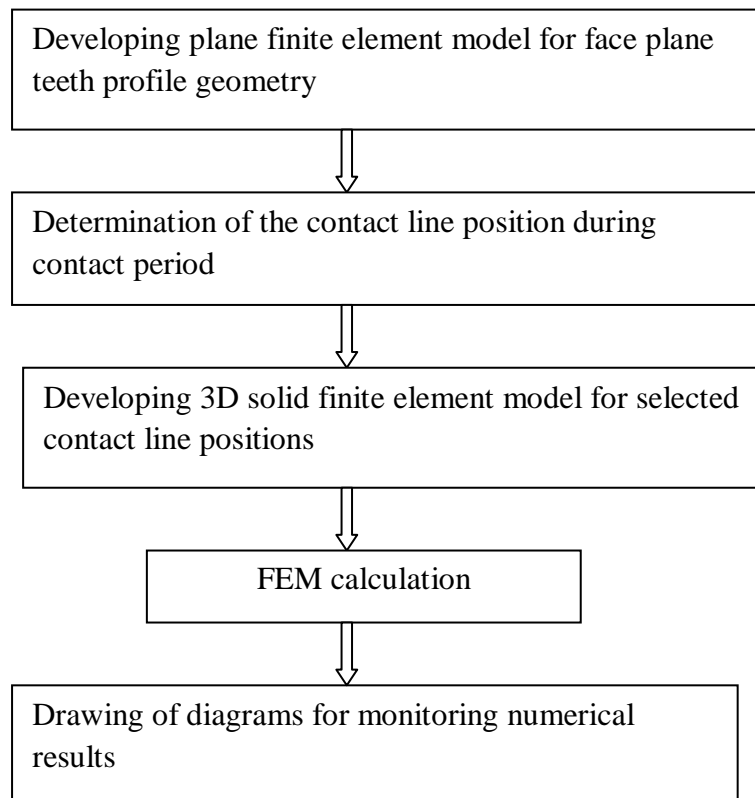 Developing plane finite element model for face plane
teeth profile geometry
Determination of the contact line position during
contact period
Developing 3D solid finite element model for selected
contact line positions
FEM calculation
Drawing of diagrams for monitoring numerical
results